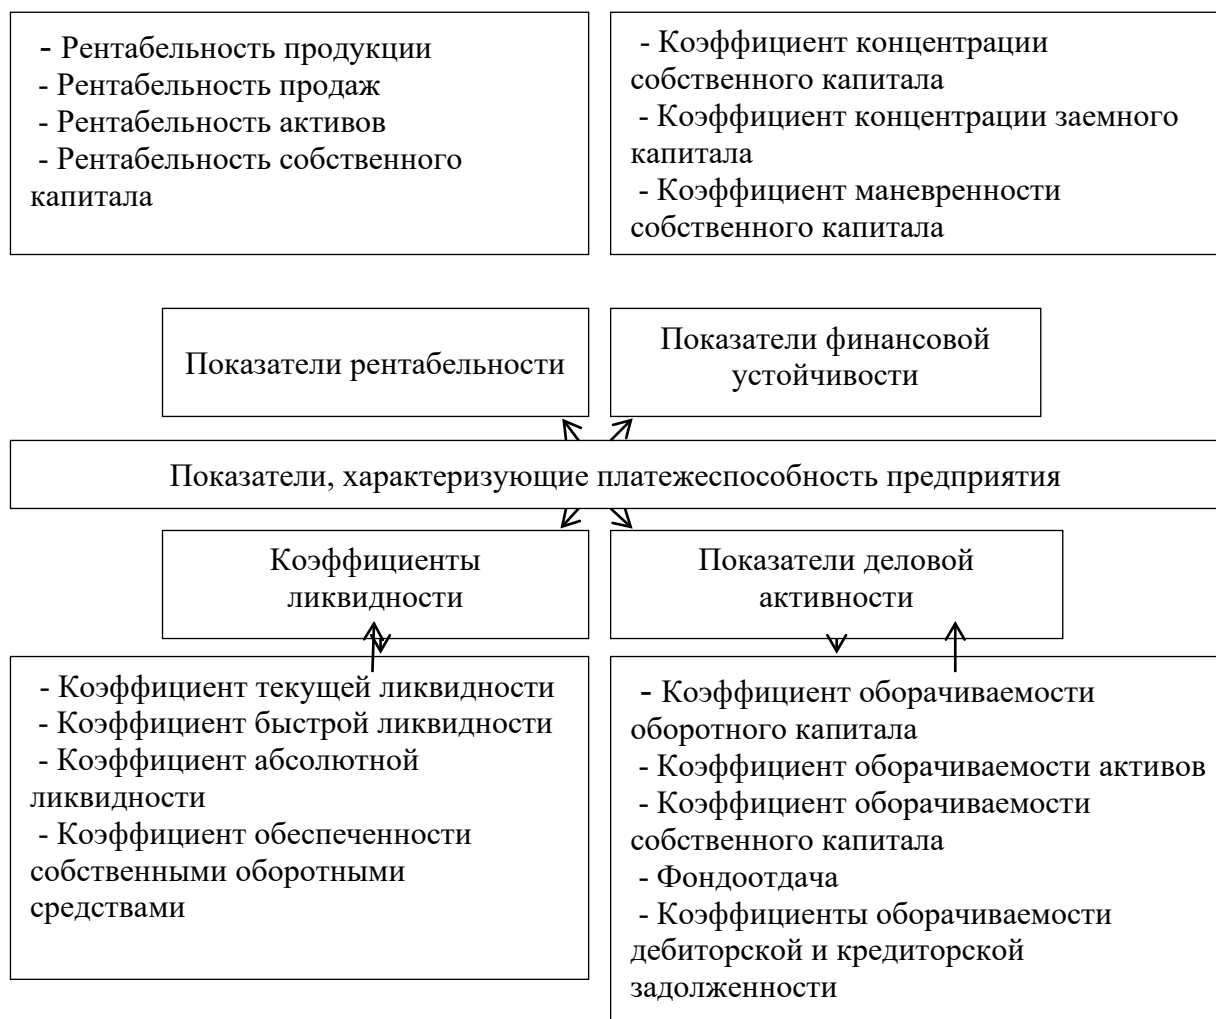 - Рентабельность продукции
- Рентабельность продаж
- Рентабельность активов
- Рентабельность собственного
капитала
- Коэффициент концентрации
собственного капитала
- Коэффициент концентрации заемного
капитала
- Коэффициент маневренности
собственного капитала
Показатели рентабельности
Показатели финансовой
устойчивости
Показатели, характеризующие платежеспособность предприятия
Коэффициенты
ликвидности
Показатели деловой
активности
- Коэффициент текущей ликвидности
- Коэффициент быстрой ликвидности
- Коэффициент абсолютной
ликвидности
- Коэффициент обеспеченности
собственными оборотными
средствами
- Коэффициент оборачиваемости
оборотного капитала
- Коэффициент оборачиваемости активов
- Коэффициент оборачиваемости
собственного капитала
- Фондоотдача
- Коэффициенты оборачиваемости
дебиторской и кредиторской
задолженности